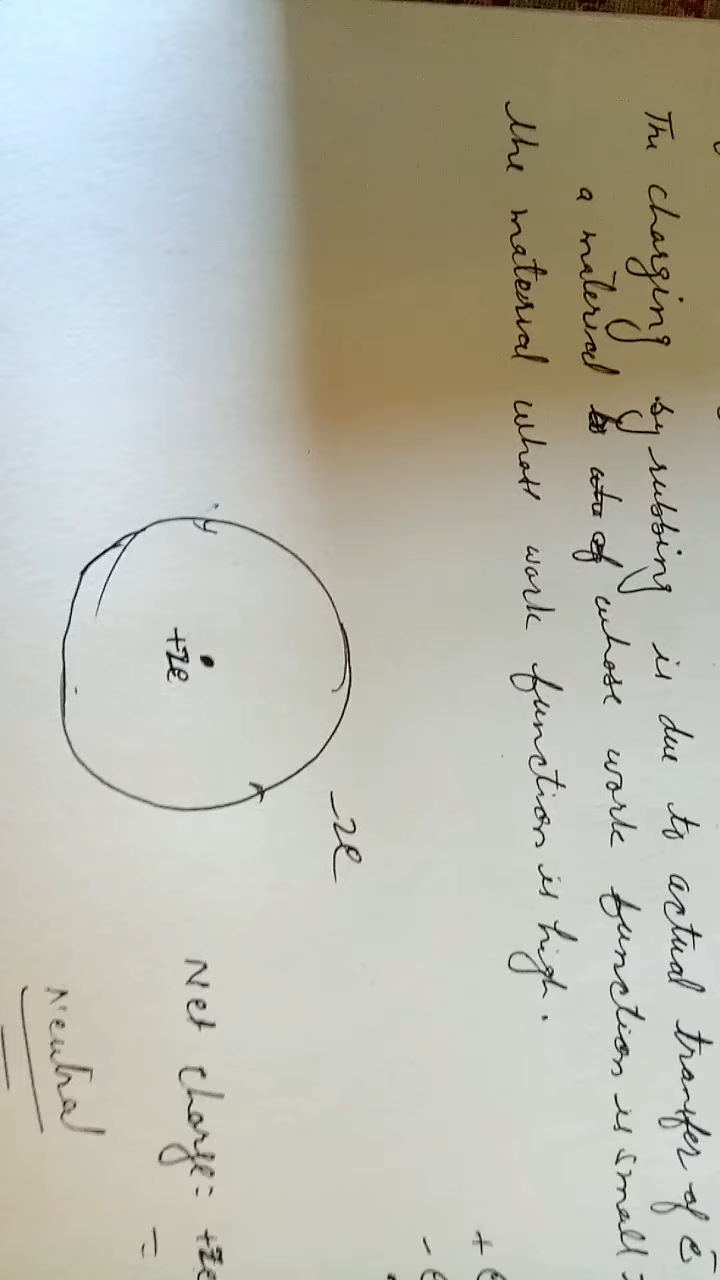 The charging by rubbing is due to actual transfer of ē
a material whose work function is small
the material whose work function is high.
+ e
- e
-Ze
+Ze
Net charge = +Ze
=
Neutral